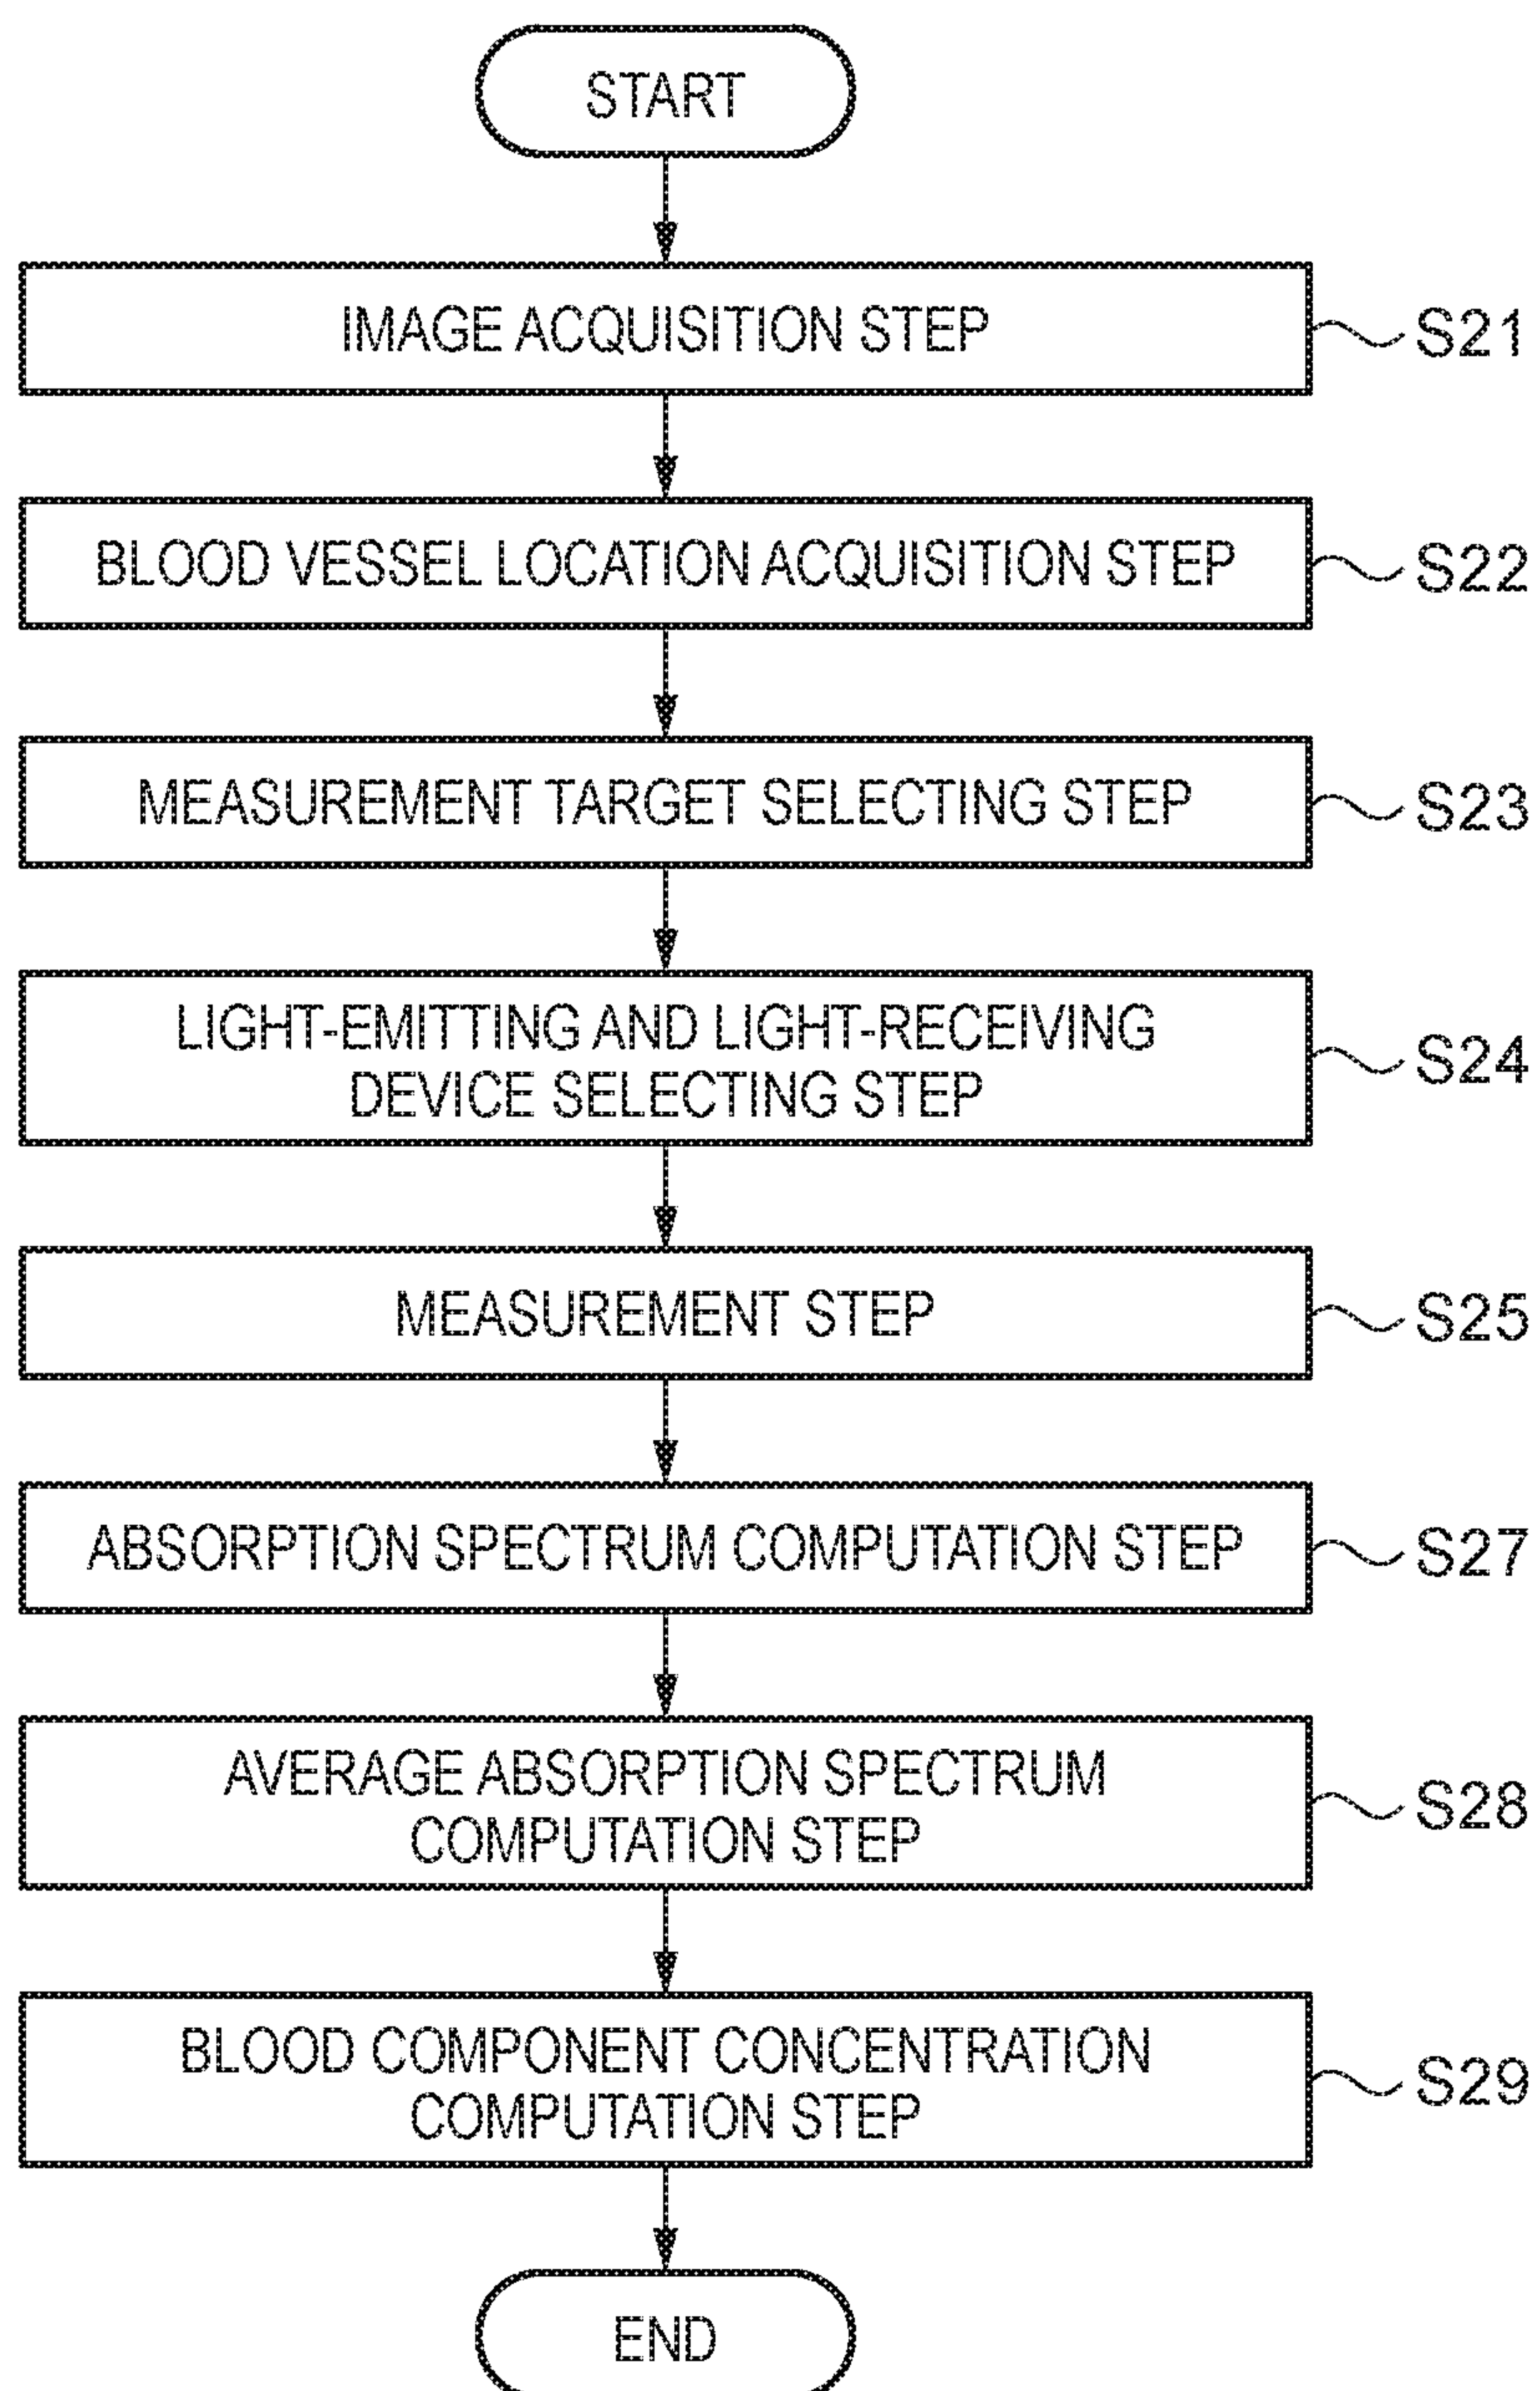 START
IMAGE ACQUISITION STEP
S21
BLOOD VESSEL LOCATION ACQUISITION STEP
S22
MEASUREMENT TARGET SELECTING STEP
S23
LIGHT-EMITTING AND LIGHT-RECEIVING
DEVICE SELECTING STEP
S24
MEASUREMENT STEP
S25
ABSORPTION SPECTRUM COMPUTATION STEP
S27
AVERAGE ABSORPTION SPECTRUM
COMPUTATION STEP
S28
BLOOD COMPONENT CONCENTRATION
COMPUTATION STEP
S29
END